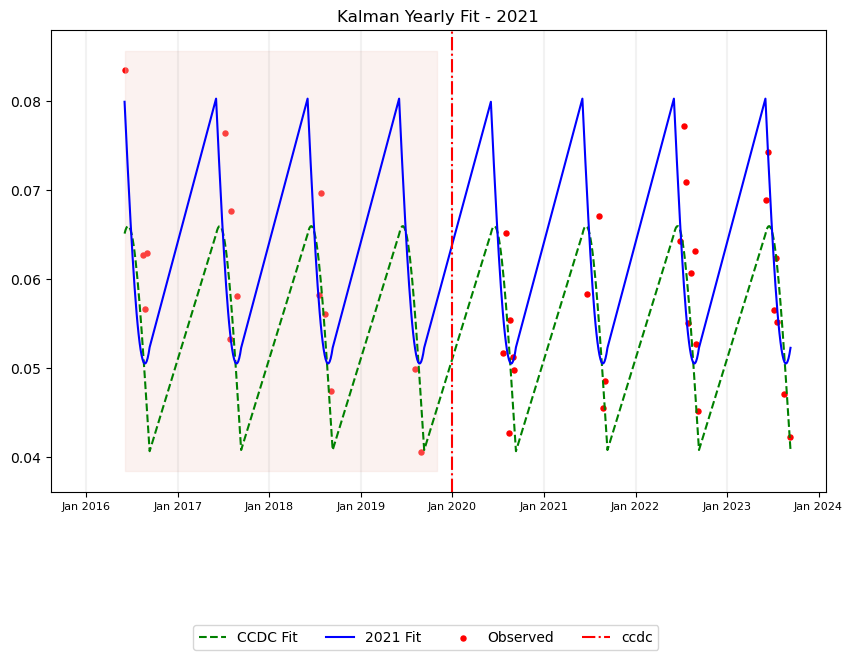 Kalman Yearly Fit - 2021
0.08
0.07
0.06
0.05
0.04
Jan 2016 Jan 2017 Jan 2018 Jan 2019 Jan 2020 Jan 2021 Jan 2022 Jan 2023 Jan 2024
CCDC Fit 2021 Fit Observed ccdc